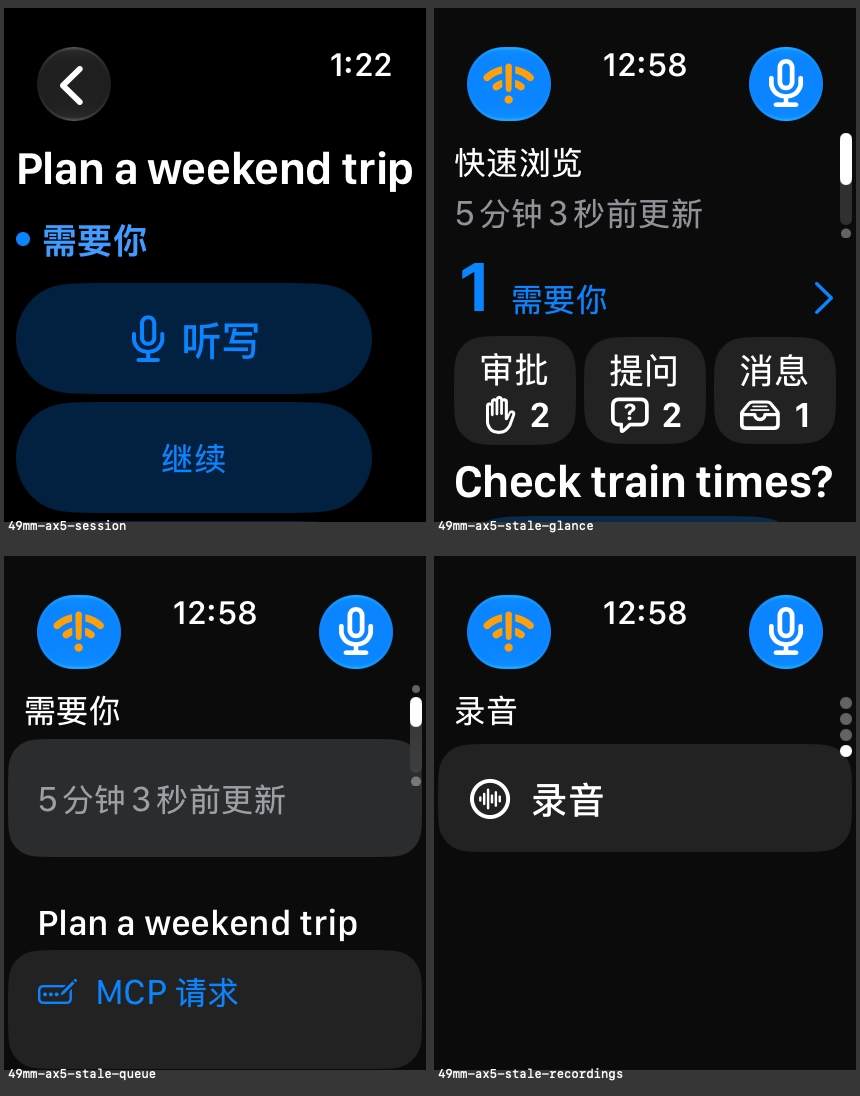 1:22
Plan a weekend trip
需要你
听写
继续
49mm-ax5-session
12:58
快速浏览
5分钟3秒前更新
1 需要你
审批 提问 消息
2 2 1
Check train times?
49mm-ax5-stale-glance
12:58
需要你
5分钟3秒前更新
Plan a weekend trip
MCP 请求
49mm-ax5-stale-queue
12:58
录音
录音
49mm-ax5-stale-recordings